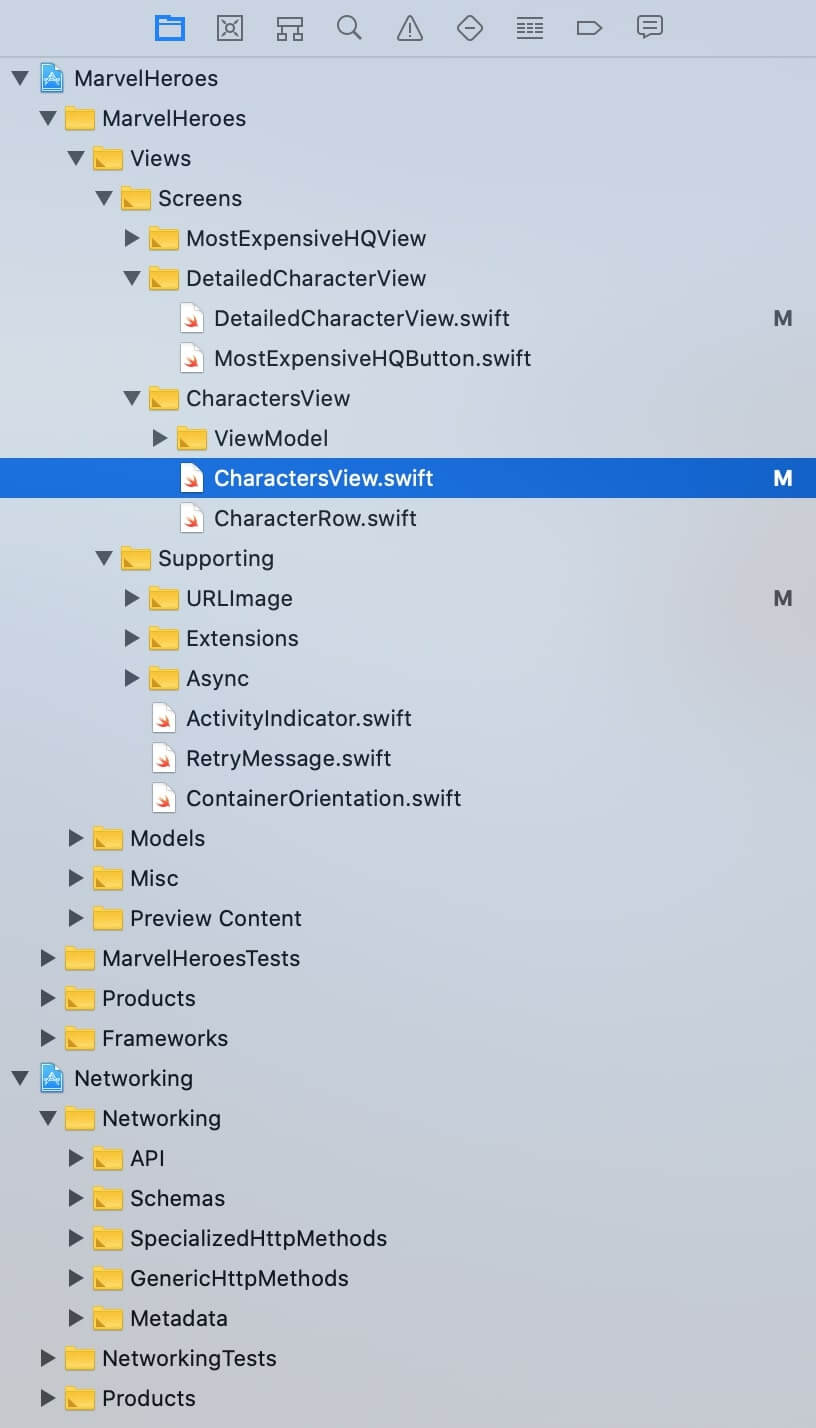 MarvelHeroes
MarvelHeroes
Views
Screens
MostExpensiveHQView
DetailedCharacterView
DetailedCharacterView.swift M
MostExpensiveHQButton.swift
CharactersView
ViewModel
CharactersView.swift M
CharacterRow.swift
Supporting
URLImage M
Extensions
Async
ActivityIndicator.swift
RetryMessage.swift
ContainerOrientation.swift
Models
Misc
Preview Content
MarvelHeroesTests
Products
Frameworks
Networking
Networking
API
Schemas
SpecializedHttpMethods
GenericHttpMethods
Metadata
NetworkingTests
Products